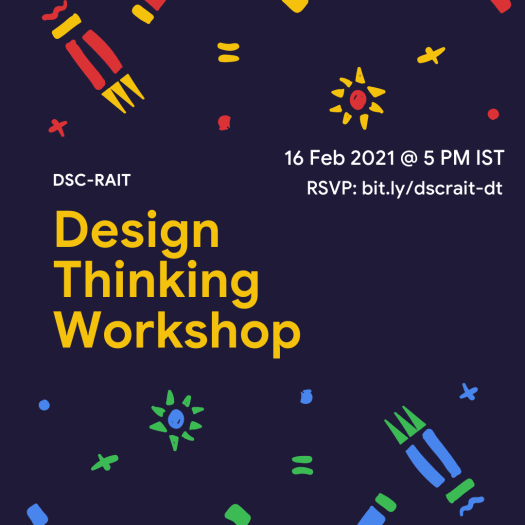 16 Feb 2021 @ 5 PM IST
RSVP: bit.ly/dscrait-dt
DSC-RAIT
Design
Thinking
Workshop